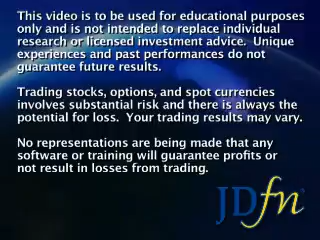 This video is to be used for educational purposes
only and is not intended to replace individual
research or licensed investment advice. Unique
experiences and past performances do not
guarantee future results.
Trading stocks, options, and spot currencies
involves substantial risk and there is always the
potential for loss. Your trading results may vary.
No representations are being made that any
software or training will guarantee profits or
not result in losses from trading.
JDfn